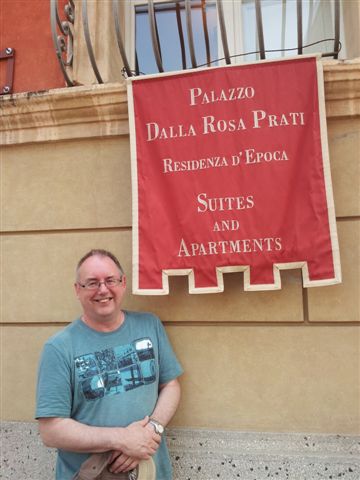 PALAZZO
DALLA ROSA PRATI
RESIDENZA D'EPOCA
SUITES
AND
APARTMENTS